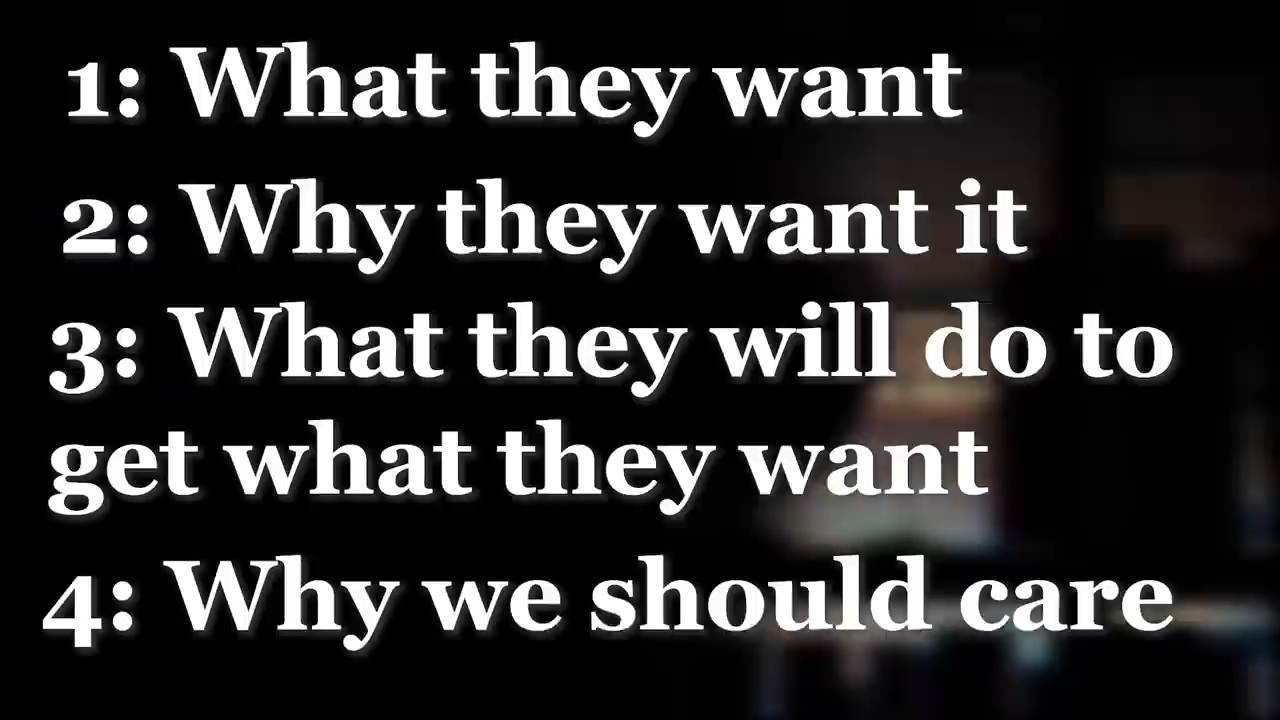 1: What they want
2: Why they want it
3: What they will do to
get what they want
4: Why we should care